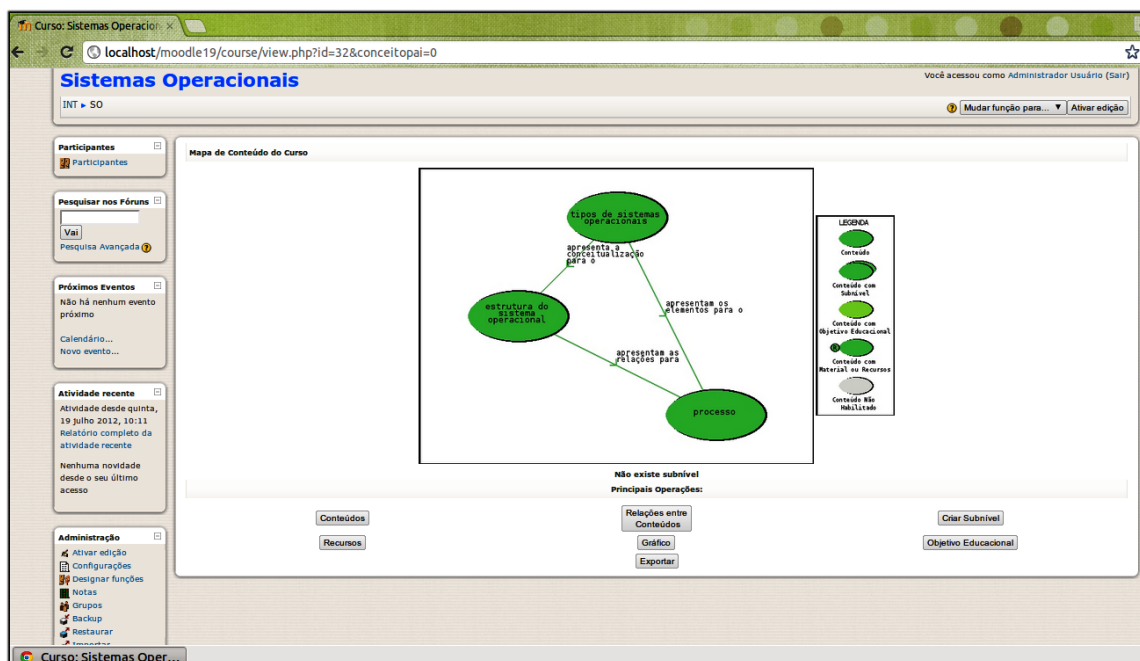 Curso: Sistemas Operacion
localhost/moodle19/course/view.php?id=32&conceitopai=0
Sistemas Operacionais
Você acessou como Administrador Usuário (Sair)
INT ► SO
Mudar função para... ▼
Ativar edição
Participantes
Participantes
Pesquisar nos Fóruns
Vai
Pesquisa Avançada
Próximos Eventos
Não há nenhum evento
próximo
Calendário...
Novo evento...
Atividade recente
Atividade desde quinta,
19 julho 2012, 10:11
Relatório completo da
atividade recente
Nenhuma novidade
desde o seu último
acesso
Administração
Ativar edição
Configurações
Designar funções
Notas
Grupos
Backup
Restaurar
Importar
Mapa de Conteúdo do Curso
tipos de sistemas
operacionais
apresenta a
conceitualização
para o
estrutura do
sistema
operacional
apresentam os
elementos para o
apresentam as
relações para
processo
LEGENDA
Conteúdo
Conteúdo com
Subnível
Conteúdo com
Objetivo Educacional
R
Conteúdo com
Material ou Recursos
Conteúdo Não
Habilitado
Não existe subnível
Principais Operações:
Conteúdos
Relações entre
Conteúdos
Criar Subnível
Recursos
Gráfico
Objetivo Educacional
Exportar
Curso: Sistemas Oper...